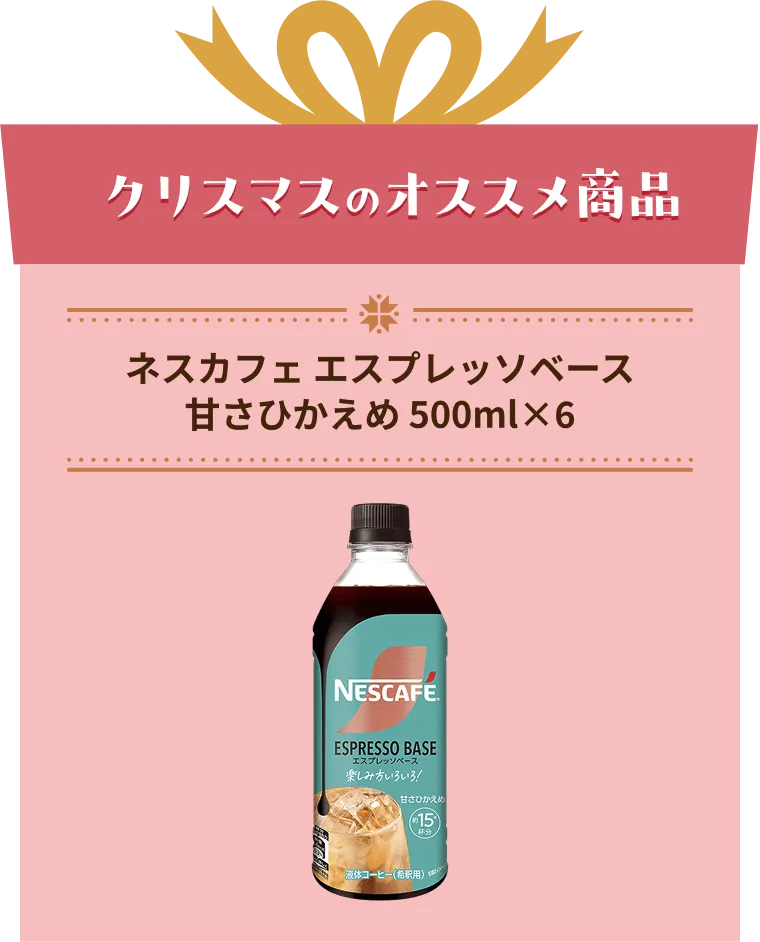 クリスマスのオススメ商品
ネスカフェ エスプレッソベース
甘さひかえめ 500ml×6
NESCAFÉ
ESPRESSO BASE
エスプレッソベース
楽しみ方いろいろ!
甘さひかえめ
約15*
杯分
液体コーヒー(希釈用)